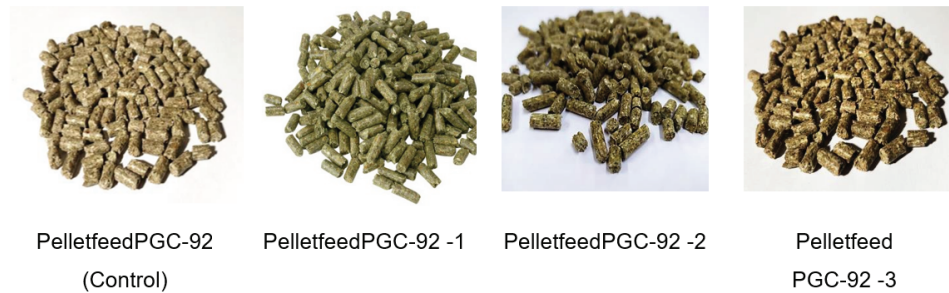 PelletfeedPGC-92
(Control)
PelletfeedPGC-92 -1
PelletfeedPGC-92 -2
Pelletfeed
PGC-92 -3